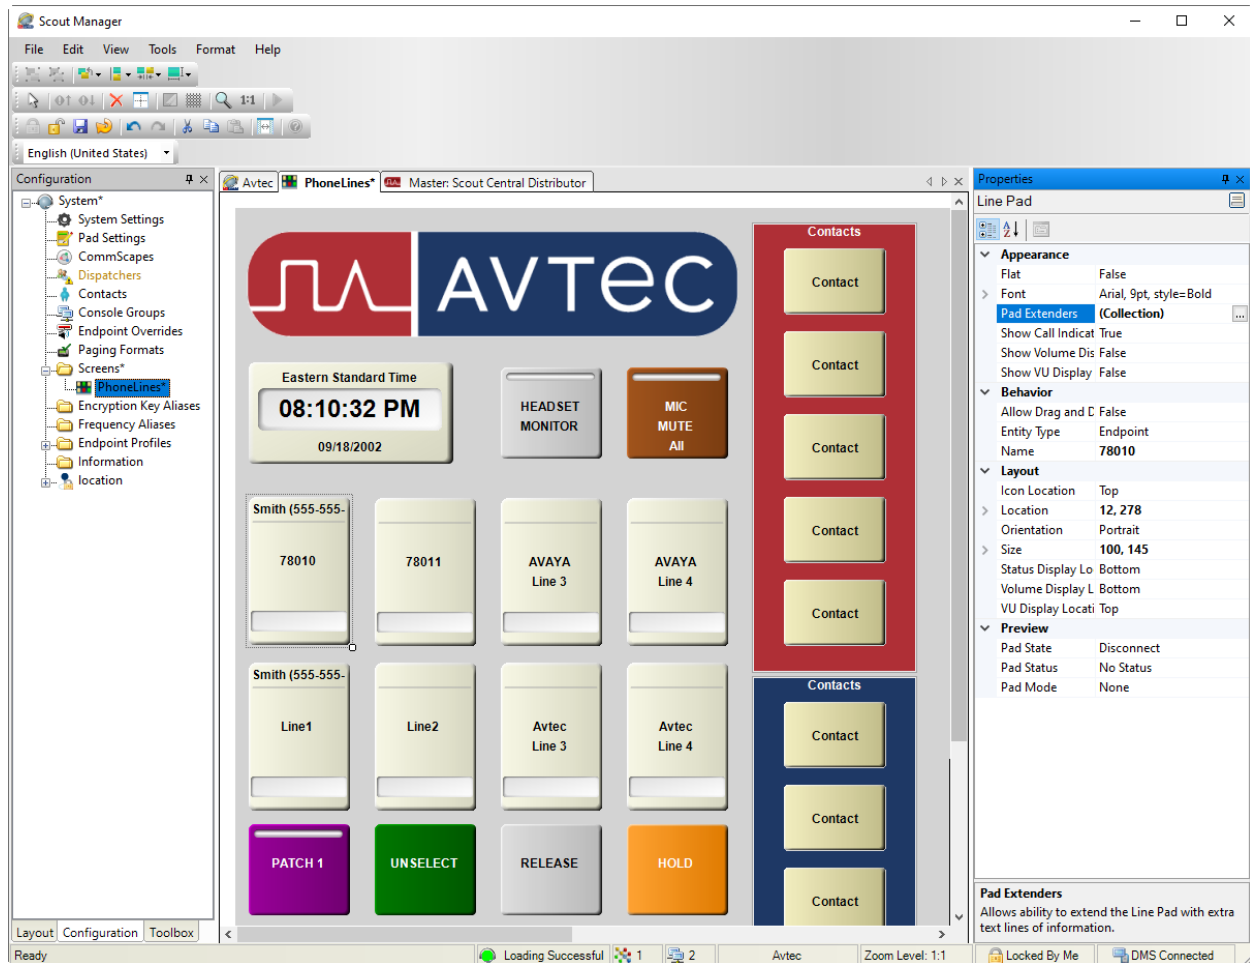 Scout Manager
File Edit View Tools Format Help
1:1
English (United States)
Configuration
System*
System Settings
Pad Settings
CommScapes
Dispatchers
Contacts
Console Groups
Endpoint Overrides
Paging Formats
Screens*
PhoneLines*
Encryption Key Aliases
Frequency Aliases
Endpoint Profiles
Information
location
Layout Configuration Toolbox
Avtec PhoneLines* Master: Scout Central Distributor
AVTEC
Eastern Standard Time
08:10:32 PM
09/18/2002
HEADSET
MONITOR
MIC
MUTE
All
Smith (555-555-
78010
78011
AVAYA
Line 3
AVAYA
Line 4
Smith (555-555-
Line1
Line2
Avtec
Line 3
Avtec
Line 4
PATCH 1
UNSELECT
RELEASE
HOLD
Contacts
Contact
Contact
Contact
Contact
Contact
Contacts
Contact
Contact
Contact
Properties
Line Pad
Appearance
Flat False
Font Arial, 9pt, style=Bold
Pad Extenders (Collection) ...
Show Call Indicat True
Show Volume Dis False
Show VU Display False
Behavior
Allow Drag and D False
Entity Type Endpoint
Name 78010
Layout
Icon Location Top
Location 12, 278
Orientation Portrait
Size 100, 145
Status Display Lo Bottom
Volume Display L Bottom
VU Display Locati Top
Preview
Pad State Disconnect
Pad Status No Status
Pad Mode None
Pad Extenders
Allows ability to extend the Line Pad with extra
text lines of information.
Ready Loading Successful 1 2 Avtec Zoom Level: 1:1 Locked By Me DMS Connected